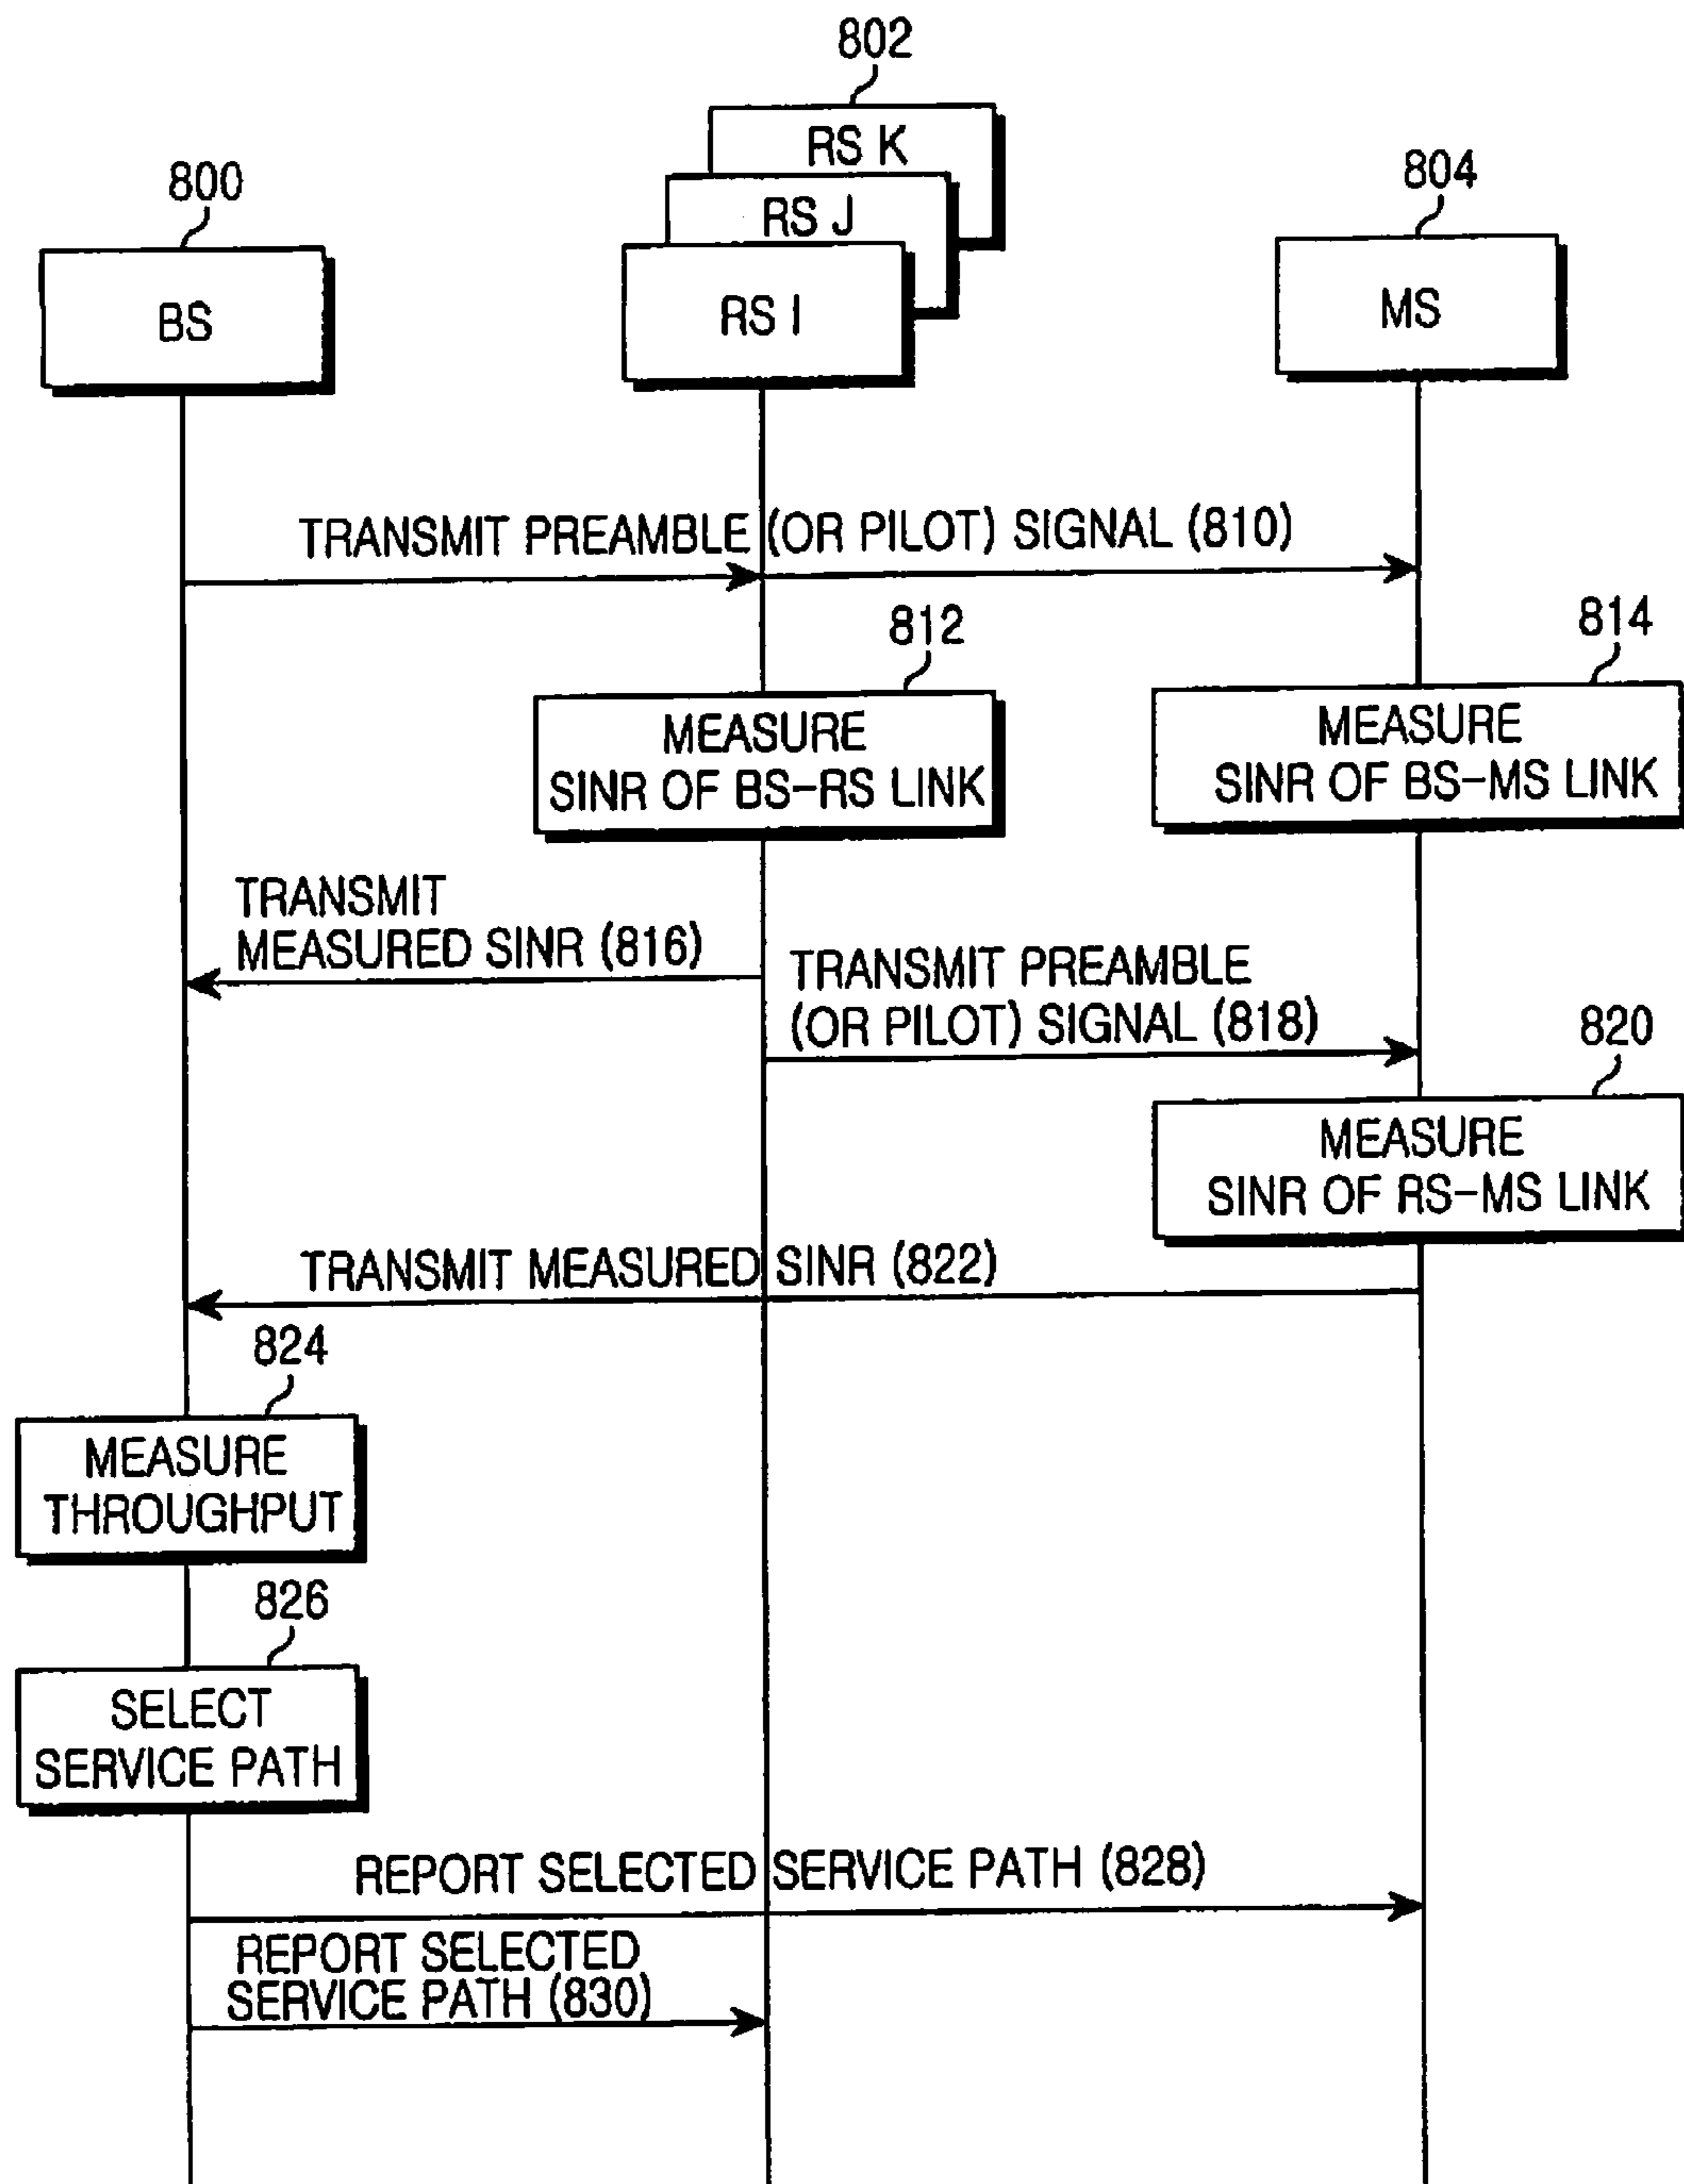 802
RS K
800
RS J
804
BS
RS I
MS
TRANSMIT PREAMBLE (OR PILOT) SIGNAL (810)
812
814
MEASURE
SINR OF BS-RS LINK
MEASURE
SINR OF BS-MS LINK
TRANSMIT
MEASURED SINR (816)
TRANSMIT PREAMBLE
(OR PILOT) SIGNAL (818)
820
MEASURE
SINR OF RS-MS LINK
TRANSMIT MEASURED SINR (822)
824
MEASURE
THROUGHPUT
826
SELECT
SERVICE PATH
REPORT SELECTED SERVICE PATH (828)
REPORT SELECTED
SERVICE PATH (830)